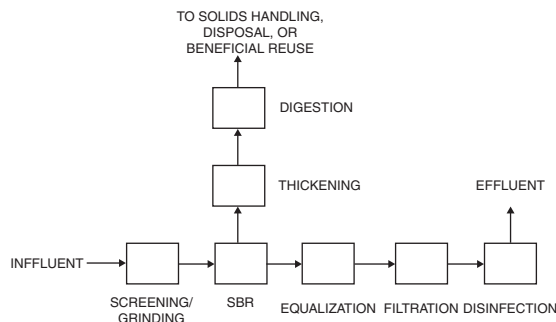 TO SOLIDS HANDLING,
DISPOSAL, OR
BENEFICIAL REUSE
DIGESTION
THICKENING
EFFLUENT
INFFLUENT
SCREENING/
GRINDING
SBR
EQUALIZATION
FILTRATION
DISINFECTION